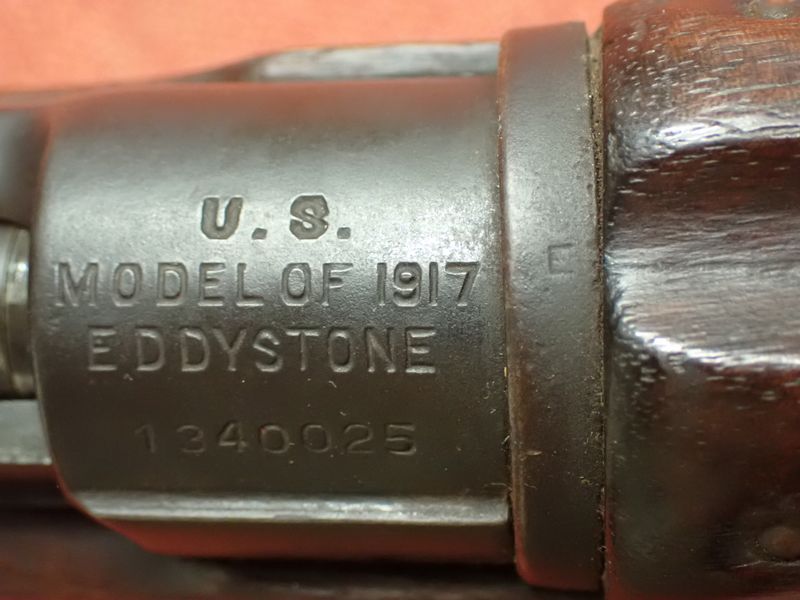 U.S.
MODEL OF 1917
EDDYSTONE
1340025
E